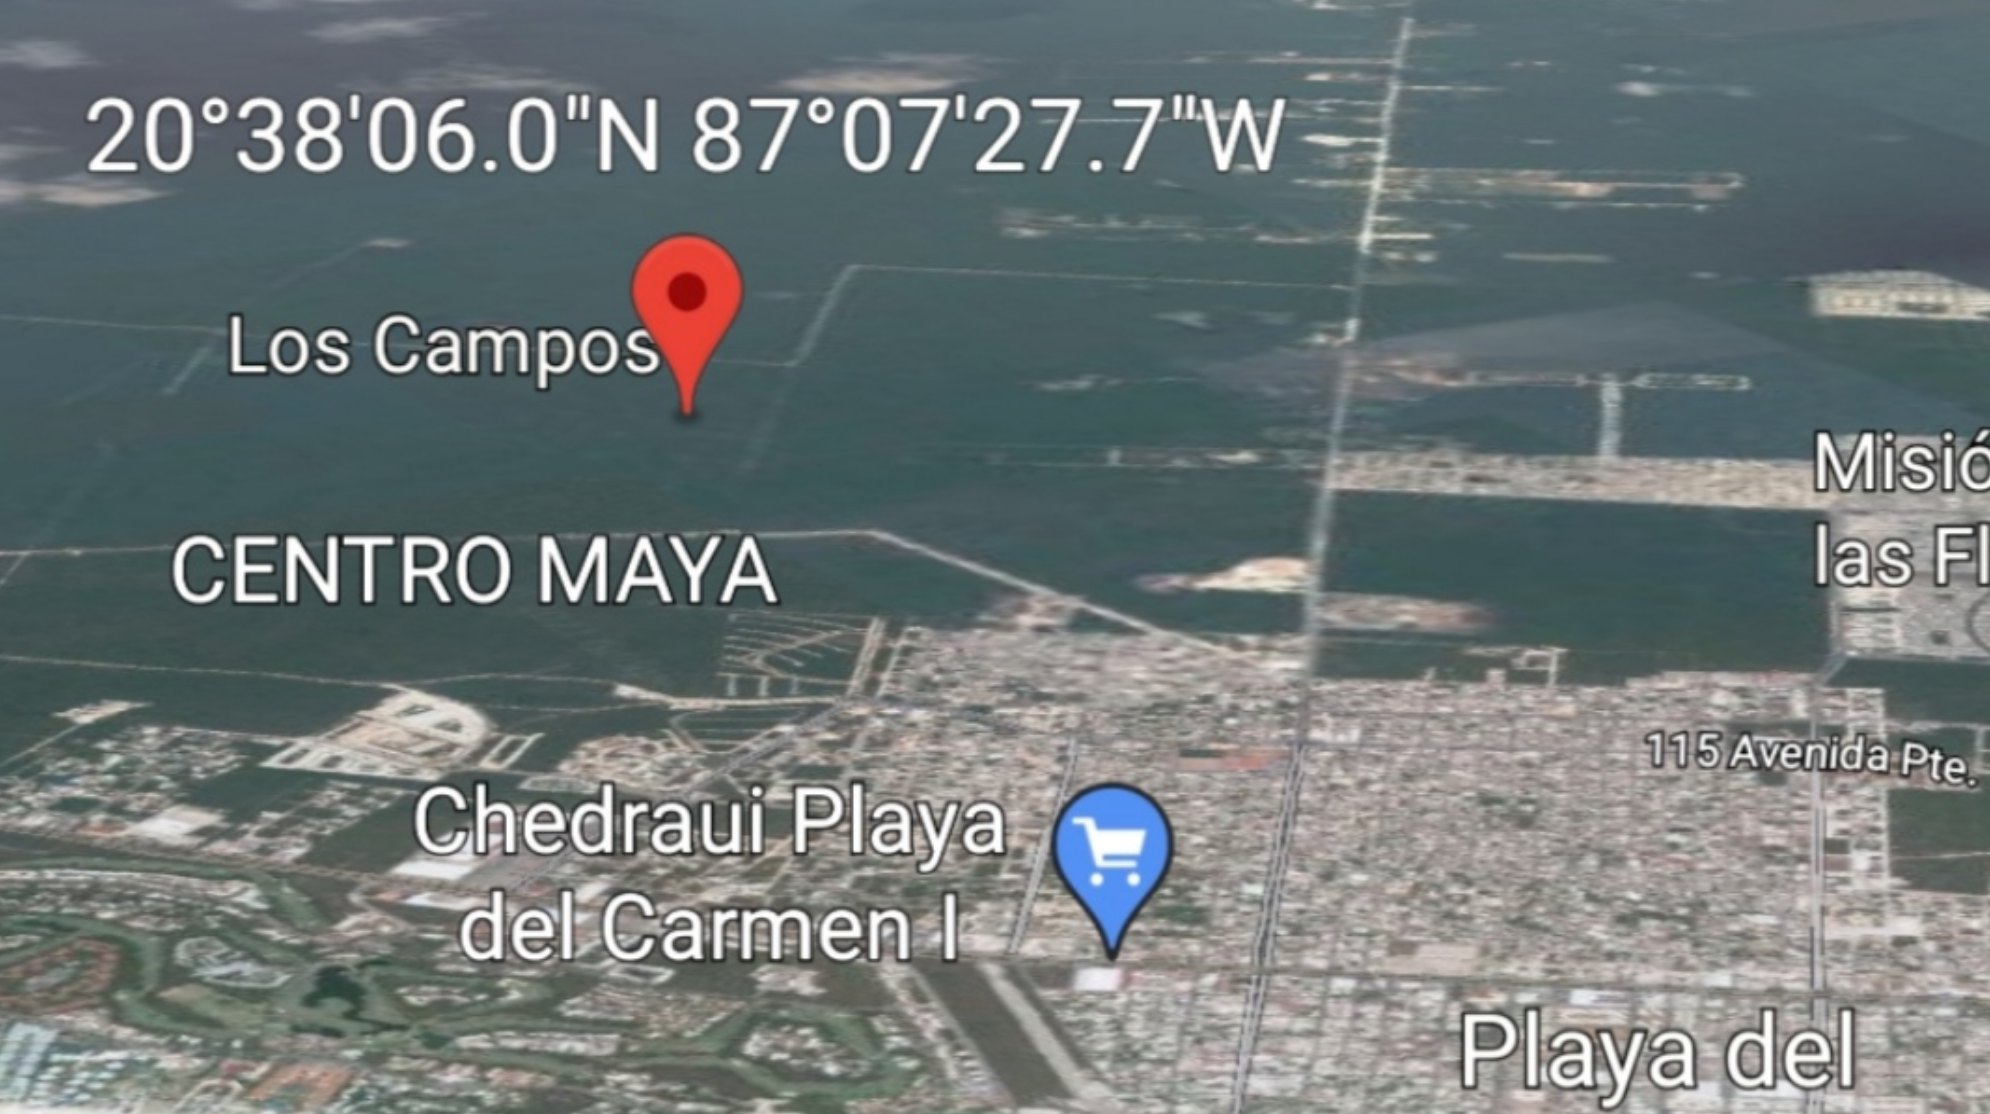 20°38'06.0"N 87°07'27.7"W
Los Campos
Misió
las Fl
CENTRO MAYA
115 Avenida Pte.
Chedraui Playa
del Carmen I
Playa del